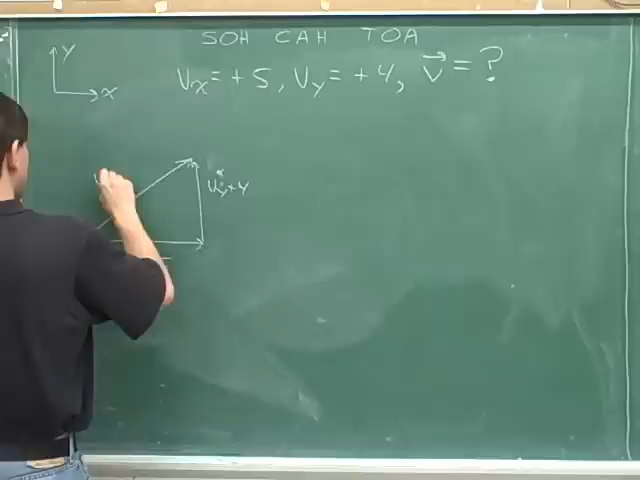 SOH CAH TOA
Y
Vx = + 5 , Vy = + 4 , v = ?
x
Vy = + 4